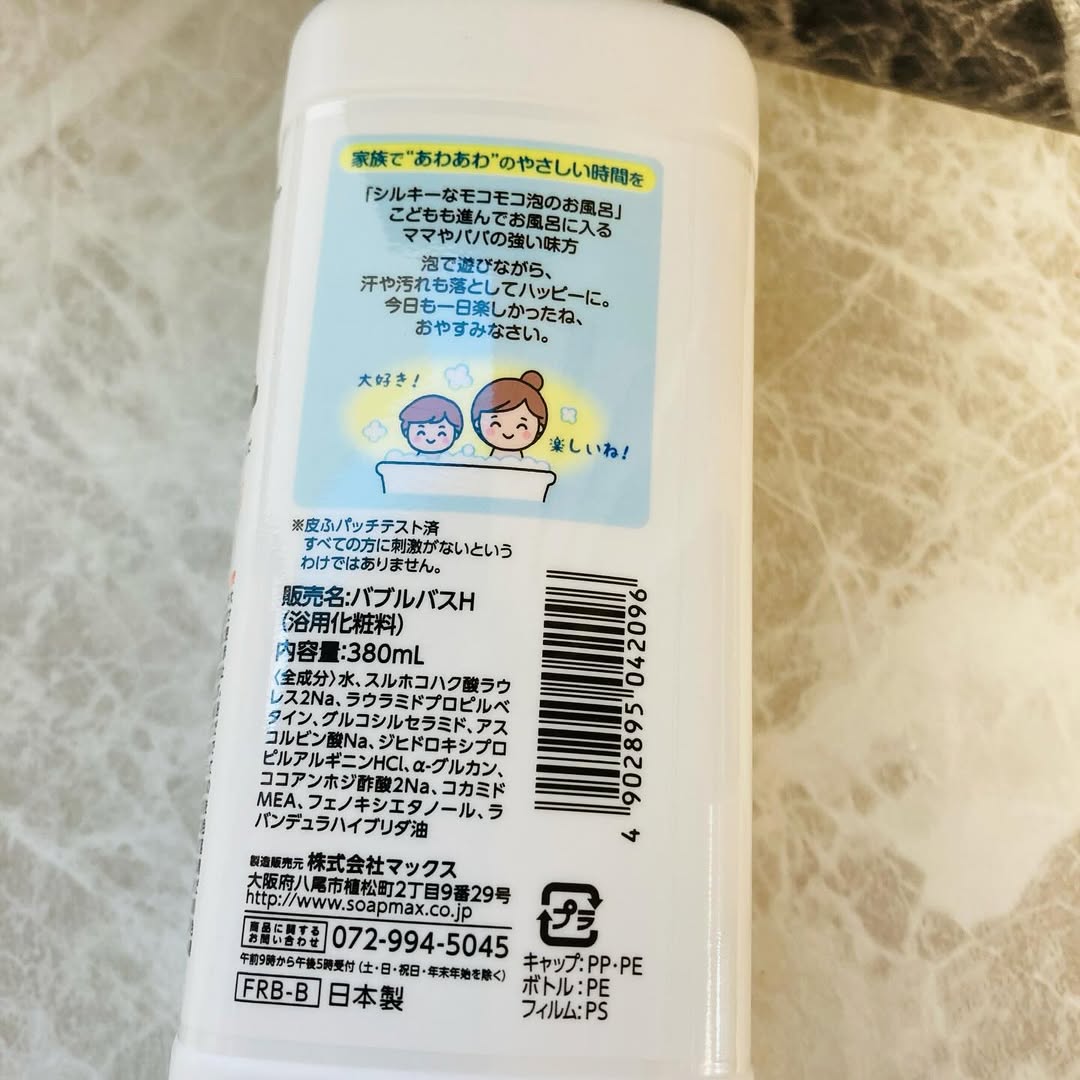 家族で"あわあわ"のやさしい時間を
「シルキーなモコモコ泡のお風呂」
こどもも進んでお風呂に入る
ママやパパの強い味方
泡で遊びながら、
汗や汚れも落としてハッピーに。
今日も一日楽しかったね、
おやすみなさい。
大好き!
楽しいね!
※皮ふパッチテスト済
すべての方に刺激がないという
わけではありません。
販売名:バブルバスH
(浴用化粧料)
内容量:380mL
〈全成分〉水、スルホコハク酸ラウ
レス2Na、ラウラミドプロピルベ
タイン、グルコシルセラミド、アス
コルビン酸Na、ジヒドロキシプロ
ピルアルギニンHCl、α-グルカン、
ココアンホジ酢酸2Na、コカミド
MEA、フェノキシエタノール、ラ
バンデュラハイブリダ油
4 902895 042096
製造販売元 株式会社マックス
大阪府八尾市植松町2丁目9番29号
http://www.soapmax.co.jp
商品に関する
お問い合わせ 072-994-5045
午前9時から午後5時受付(土・日・祝日・年末年始を除く)
FRB-B 日本製
プラ
キャップ:PP・PE
ボトル:PE
フィルム:PS